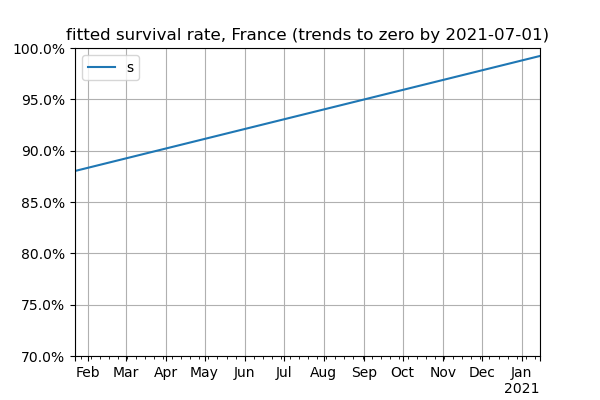 fitted survival rate, France (trends to zero by 2021-07-01)
100.0%
s
95.0%
90.0%
85.0%
80.0%
75.0%
70.0%
Feb Mar Apr May Jun Jul Aug Sep Oct Nov Dec Jan
2021